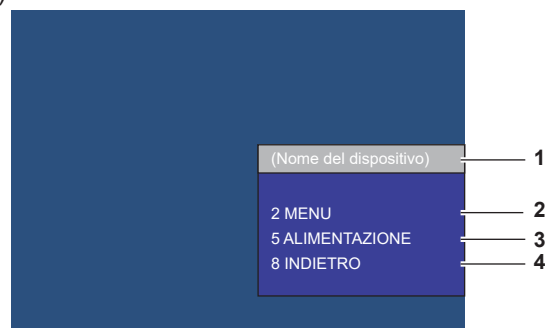 )
(Nome del dispositivo) 1
2 MENU 2
5 ALIMENTAZIONE 3
8 INDIETRO 4